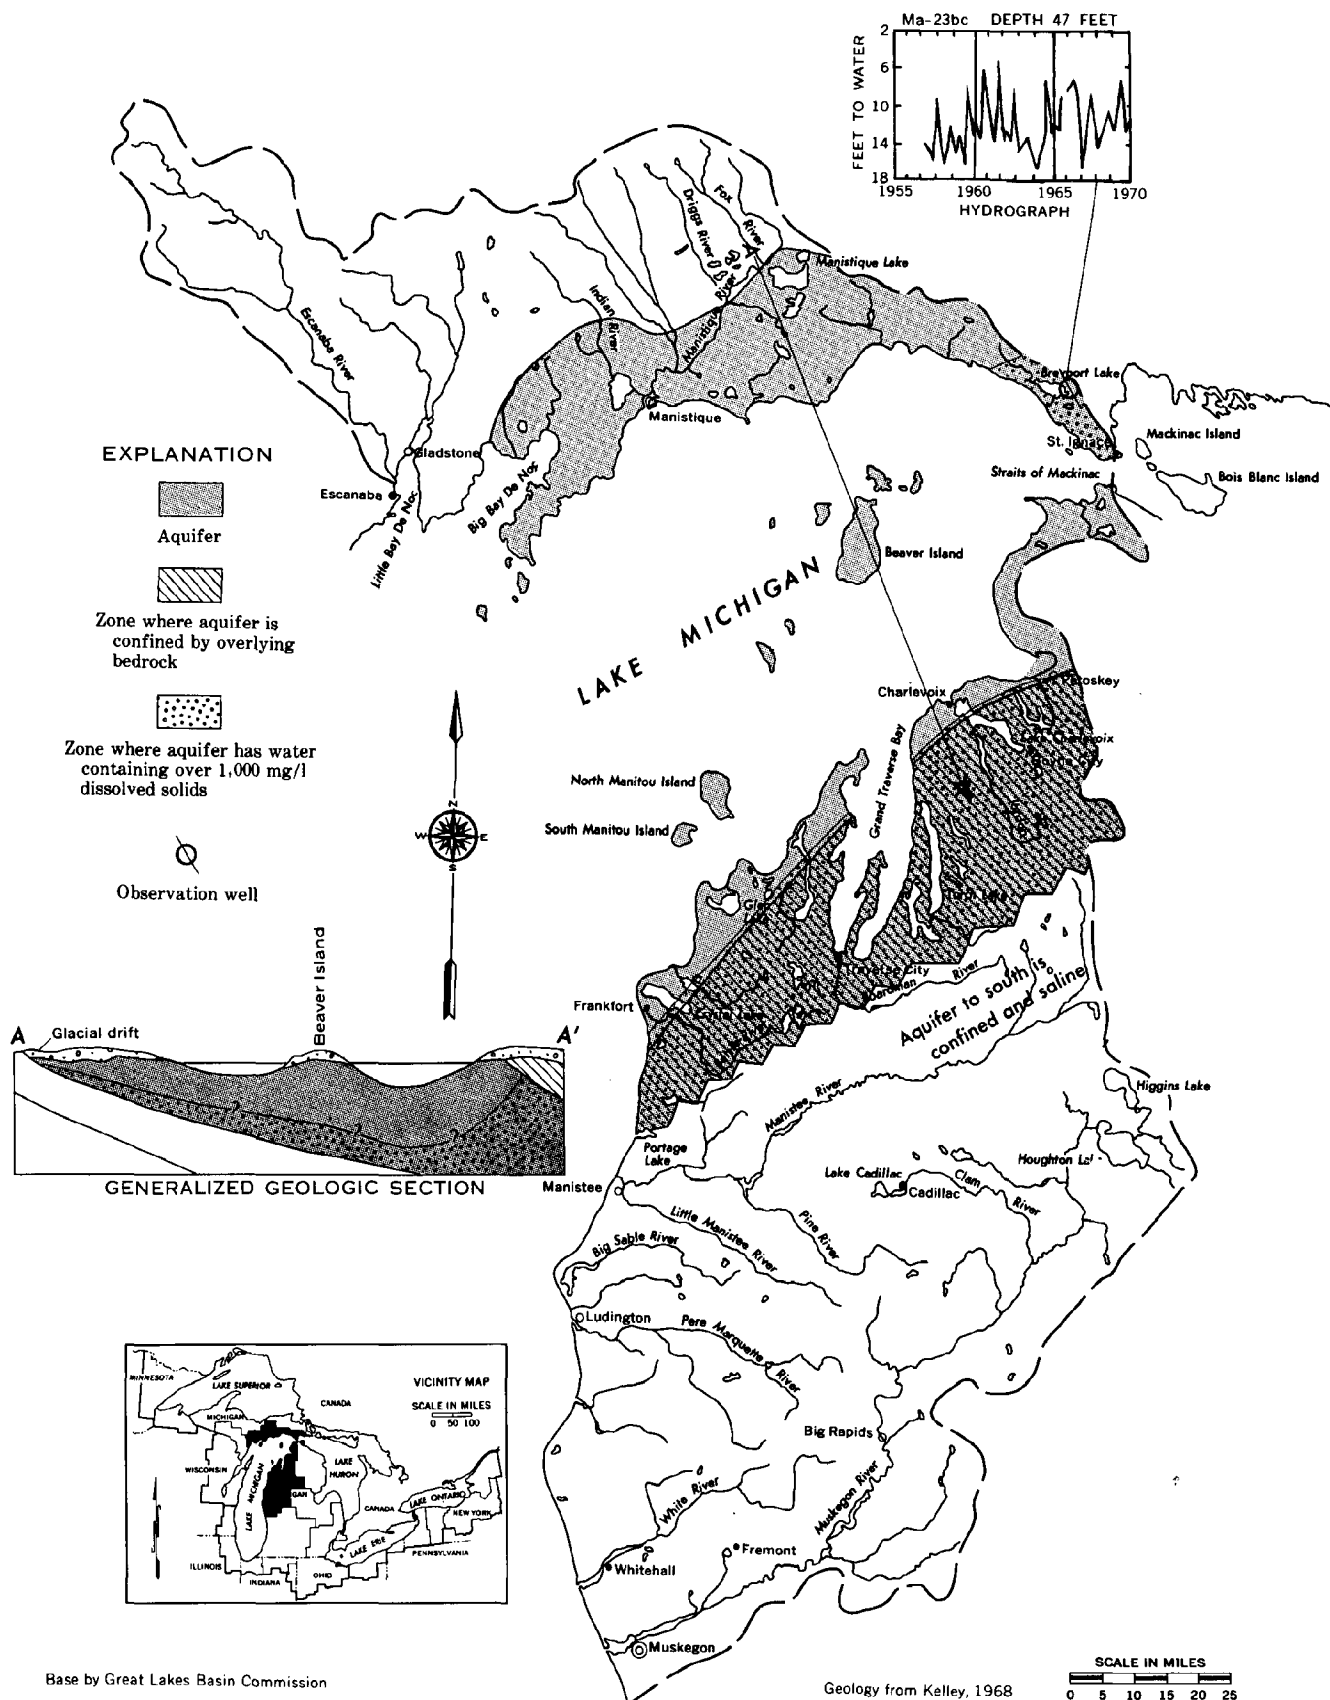 Ma-23bc DEPTH 47 FEET
FEET TO WATER
2
6
10
14
18
1955 1960 1965 1970
HYDROGRAPH
Fox River
Driggs River
Manistique River
Manistique Lake
Indian River
Escanaba River
Brevport Lake
Manistique
St. Ignace
Mackinac Island
Straits of Mackinac
Bois Blanc Island
Gladstone
Escanaba
Big Bay De Noc
Little Bay De Noc
EXPLANATION
Aquifer
Zone where aquifer is
confined by overlying
bedrock
Zone where aquifer has water
containing over 1,000 mg/l
dissolved solids
Observation well
Beaver Island
LAKE MICHIGAN
Charlevoix
Petoskey
Lake Charlevoix
Grand Traverse Bay
North Manitou Island
South Manitou Island
N
W E
S
Traverse City
Boardman River
Frankfort
Aquifer to south is
confined and saline
Beaver Island
A A'
Glacial drift
?
?
GENERALIZED GEOLOGIC SECTION
Higgins Lake
Manistee River
Portage
Lake
Houghton
Lake Cadillac
Cadillac
Clam River
Manistee
Little Manistee River
Pine River
Big Sable River
Ludington
Pere Marquette River
Big Rapids
White River
Muskegon River
Fremont
Whitehall
Muskegon
VICINITY MAP
SCALE IN MILES
0 50 100
MINNESOTA
LAKE SUPERIOR
CANADA
MICHIGAN
WISCONSIN
LAKE MICHIGAN
LAKE
HURON
GAN
CANADA
LAKE ONTARIO
NEW YORK
LAKE ERIE
PENNSYLVANIA
ILLINOIS
INDIANA
OHIO
Base by Great Lakes Basin Commission
Geology from Kelley, 1968
SCALE IN MILES
0 5 10 15 20 25